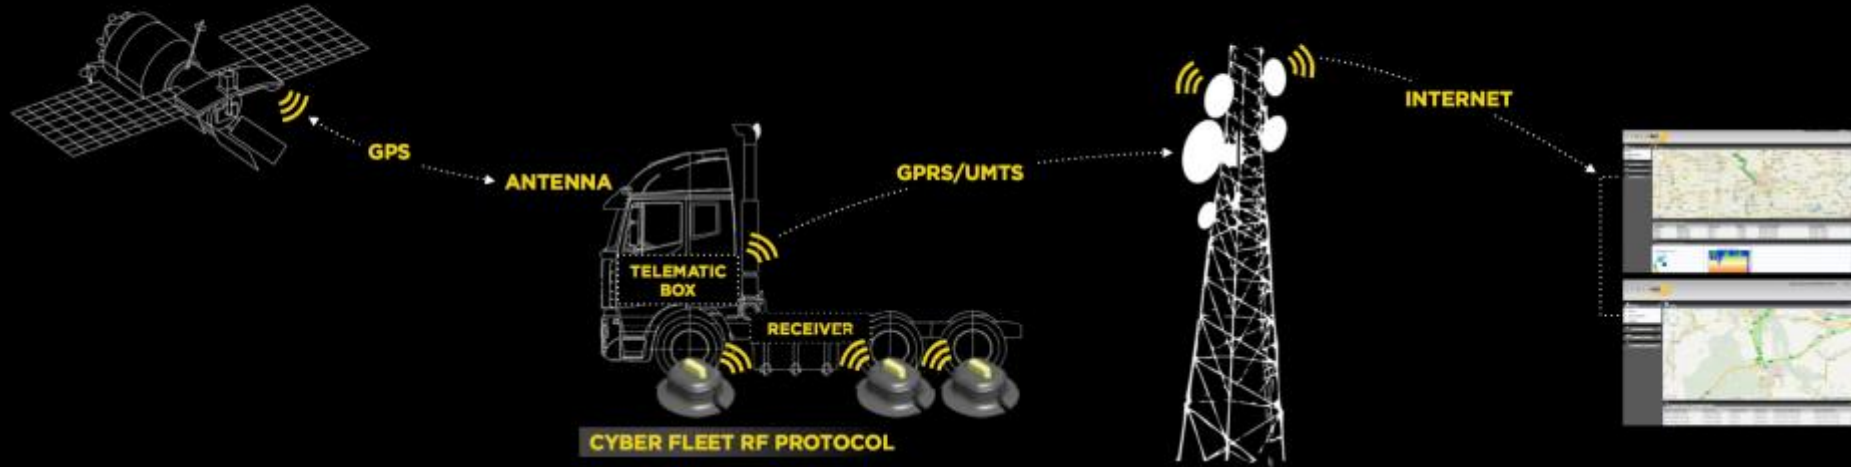 GPS
ANTENNA
GPRS/UMTS
INTERNET
TELEMATIC
BOX
RECEIVER
CYBER FLEET RF PROTOCOL